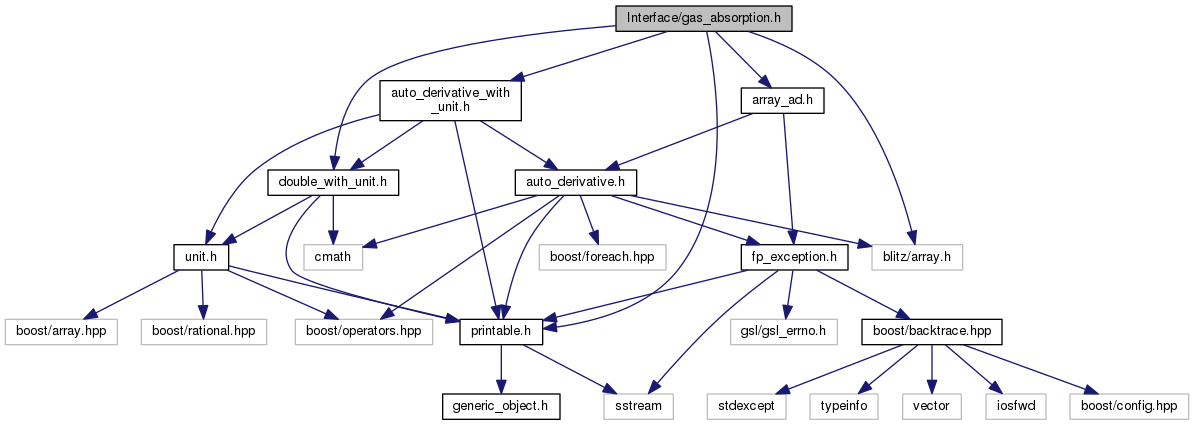 Interface/gas_absorption.h
auto_derivative_with
_unit.h
array_ad.h
double_with_unit.h
auto_derivative.h
unit.h
cmath
boost/foreach.hpp
fp_exception.h
blitz/array.h
boost/array.hpp
boost/rational.hpp
boost/operators.hpp
printable.h
gsl/gsl_errno.h
boost/backtrace.hpp
generic_object.h
sstream
stdexcept
typeinfo
vector
iosfwd
boost/config.hpp